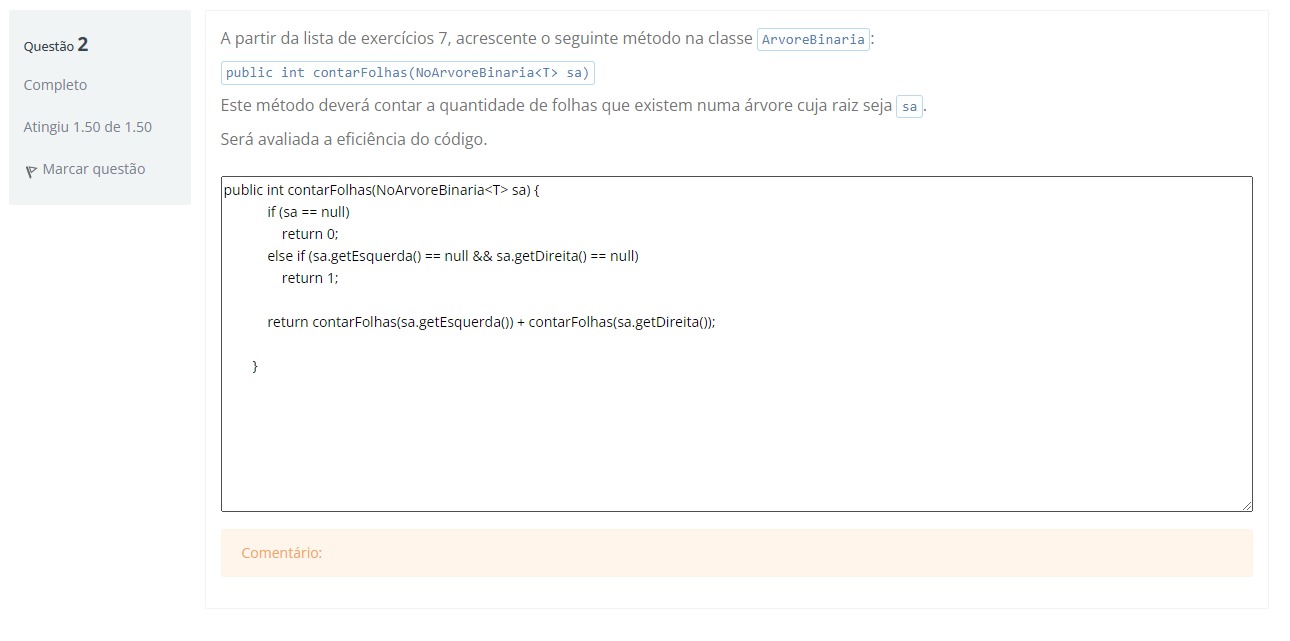 Questão 2
Completo
Atingiu 1.50 de 1.50
Marcar questão
A partir da lista de exercícios 7, acrescente o seguinte método na classe ArvoreBinaria:
public int contarFolhas(NoArvoreBinaria<T> sa)
Este método deverá contar a quantidade de folhas que existem numa árvore cuja raiz seja sa.
Será avaliada a eficiência do código.
public int contarFolhas(NoArvoreBinaria<T> sa) {
if (sa == null)
return 0;
else if (sa.getEsquerda() == null && sa.getDireita() == null)
return 1;
return contarFolhas(sa.getEsquerda()) + contarFolhas(sa.getDireita());
}
Comentário: